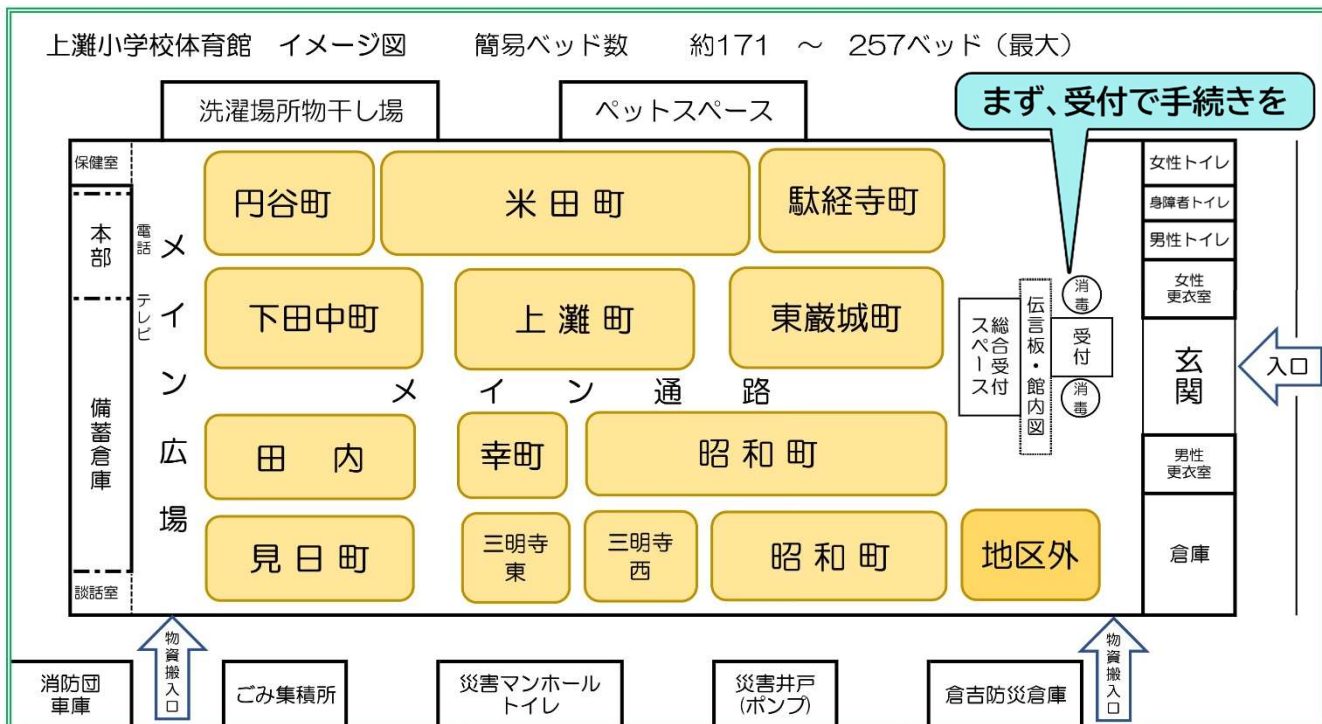 上灘小学校体育館　イメージ図　　簡易ベッド数　　約171　～　257ベッド（最大）
まず、受付で手続きを
洗濯場所物干し場
ペットスペース
保健室
本部
備蓄倉庫
談話室
電話
テレビ
メイン広場
円谷町
米田町
駄経寺町
下田中町
上灘町
東巌城町
メイン通路
田　内
幸町
昭和町
見日町
三明寺
東
三明寺
西
昭和町
地区外
総合受付
スペース
伝言板・館内図
消毒
受付
消毒
女性トイレ
身障者トイレ
男性トイレ
女性
更衣室
玄関
入口
男性
更衣室
倉庫
物資搬入口
物資搬入口
消防団
車庫
ごみ集積所
災害マンホール
トイレ
災害井戸
(ポンプ)
倉吉防災倉庫